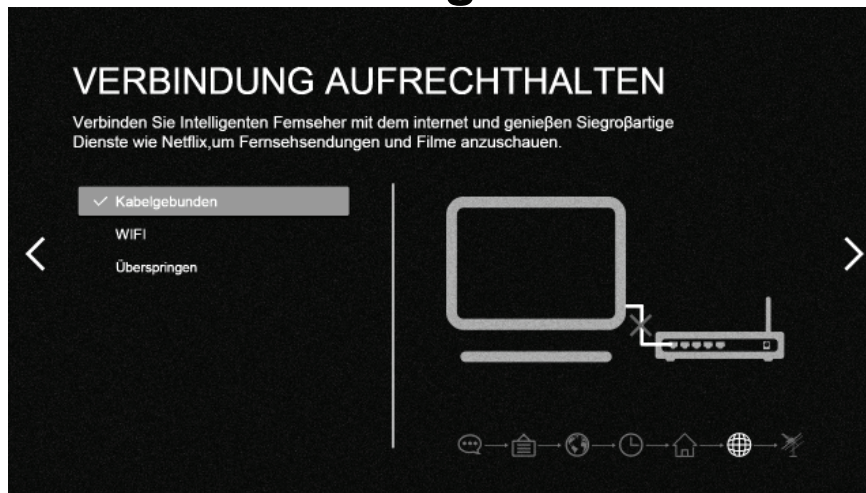 VERBINDUNG AUFRECHTHALTEN
Verbinden Sie Intelligenten Femseher mit dem internet und genieβen Siegroβartige
Dienste wie Netflix,um Fernsehsendungen und Filme anzuschauen.
Kabelgebunden
WIFI
Überspringen